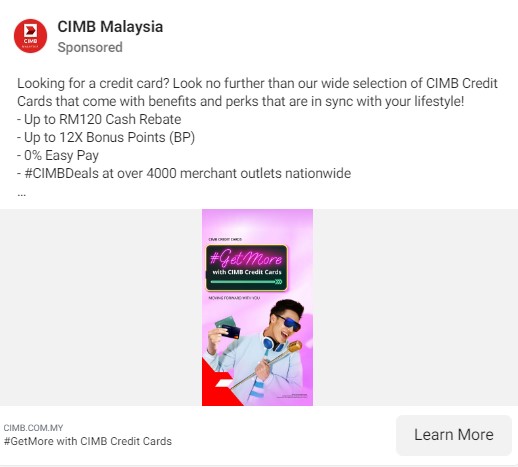 CIMB Malaysia
Sponsored
Looking for a credit card? Look no further than our wide selection of CIMB Credit
Cards that come with benefits and perks that are in sync with your lifestyle!
- Up to RM120 Cash Rebate
- Up to 12X Bonus Points (BP)
- 0% Easy Pay
- #CIMBDeals at over 4000 merchant outlets nationwide
...
CIMB CREDIT CARDS
#GetMore
with CIMB Credit Cards
MOVING FORWARD WITH YOU
CIMB.COM.MY
#GetMore with CIMB Credit Cards
Learn More